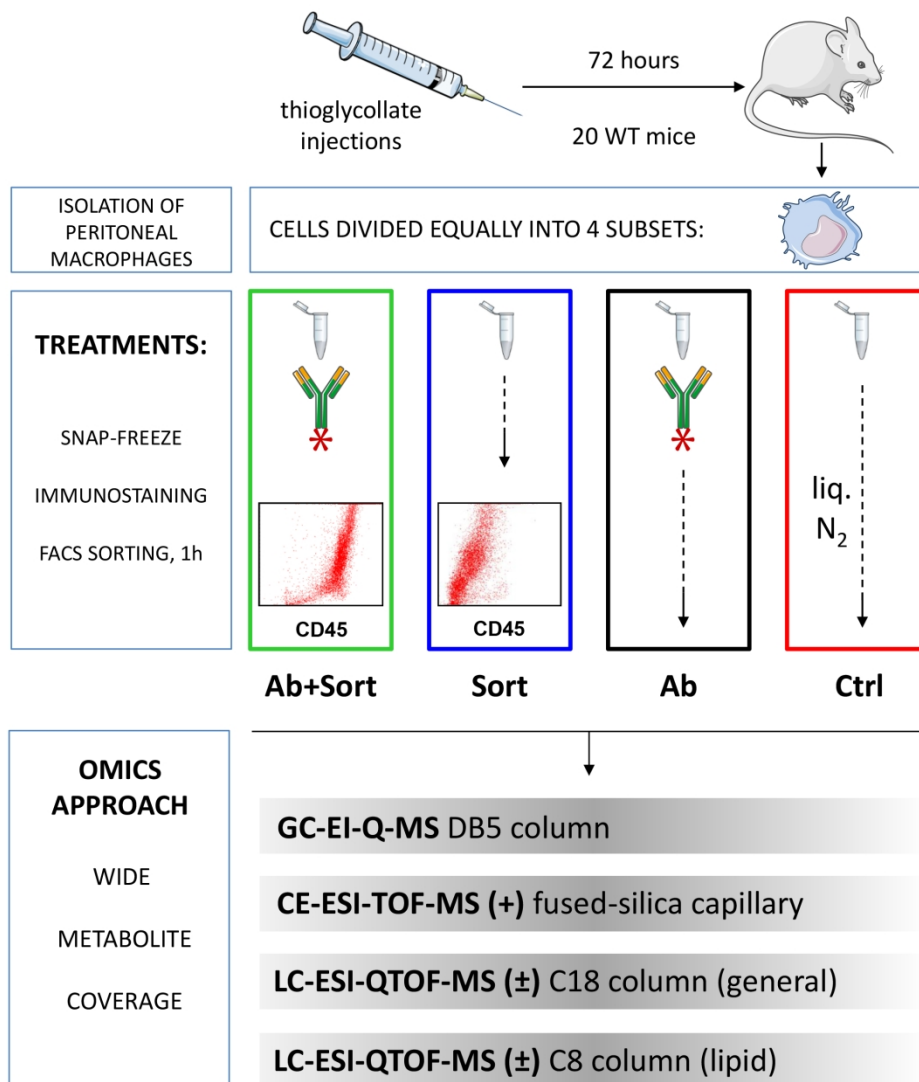 thioglycollate
injections
72 hours
20 WT mice
ISOLATION OF
PERITONEAL
MACROPHAGES
CELLS DIVIDED EQUALLY INTO 4 SUBSETS:
TREATMENTS:
SNAP-FREEZE
IMMUNOSTAINING
FACS SORTING, 1h
CD45
CD45
liq.
N2
Ab+Sort
Sort
Ab
Ctrl
OMICS
APPROACH
WIDE
METABOLITE
COVERAGE
GC-EI-Q-MS DB5 column
CE-ESI-TOF-MS (+) fused-silica capillary
LC-ESI-QTOF-MS (±) C18 column (general)
LC-ESI-QTOF-MS (±) C8 column (lipid)